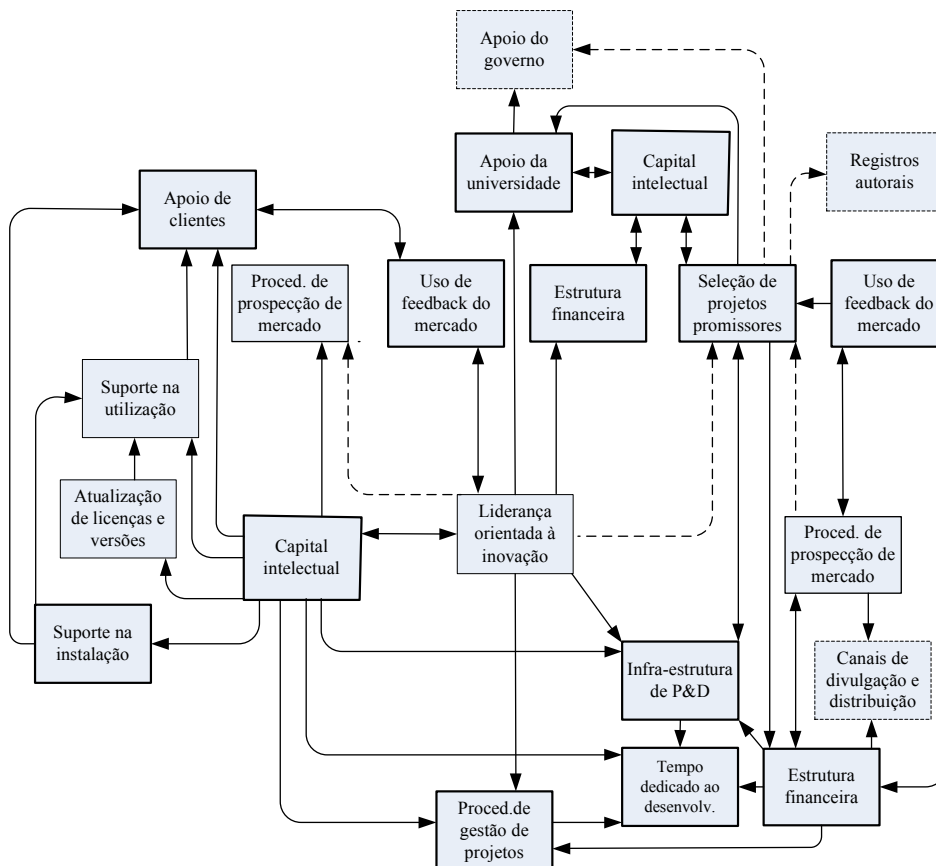 Apoio do
governo
Apoio da
universidade
Capital
intelectual
Registros
autorais
Apoio de
clientes
Proced. de
prospecção de
mercado
Uso de
feedback do
mercado
Estrutura
financeira
Seleção de
projetos
promissores
Uso de
feedback do
mercado
Suporte na
utilização
Atualização
de licenças e
versões
Capital
intelectual
Liderança
orientada à
inovação
Proced. de
prospecção de
mercado
Suporte na
instalação
Infra-estrutura
de P&D
Canais de
divulgação e
distribuição
Tempo
dedicado ao
desenvolv.
Estrutura
financeira
Proced.de
gestão de
projetos